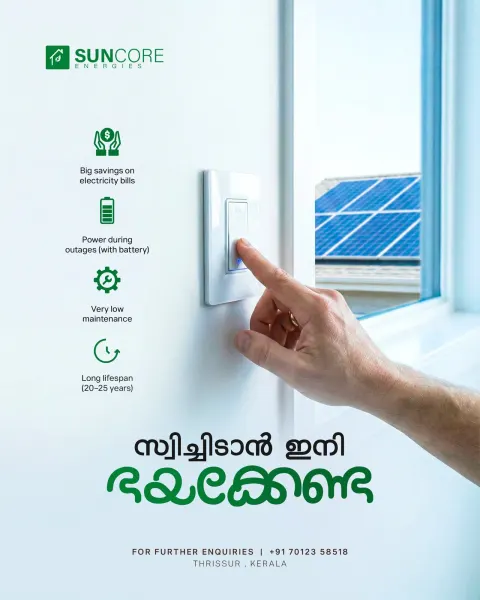 SUNCORE
ENERGIES
Big savings on
electricity bills
Power during
outages (with battery)
Very low
maintenance
Long lifespan
(20–25 years)
സ്വിച്ചിടാൻ ഇനി
ഭയക്കേണ്ട
FOR FURTHER ENQUIRIES | +91 70123 58518
THRISSUR . KERALA